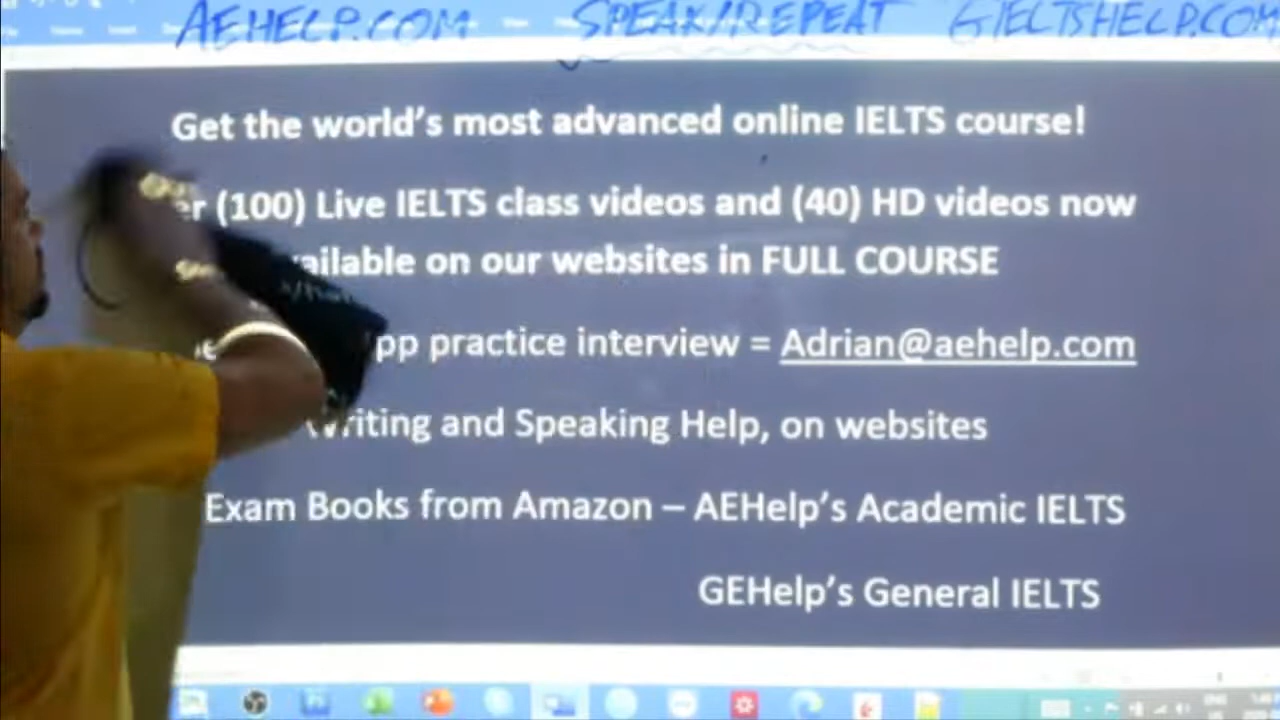 AEHELP.COM SPEAK/REPEAT GIELTSHELP.COM
Get the world's most advanced online IELTS course!
(100) Live IELTS class videos and (40) HD videos now
on our websites in FULL COURSE
practice interview = Adrian@aehelp.com
Writing and Speaking Help, on websites
Exam Books from Amazon – AEHelp's Academic IELTS
GEHelp's General IELTS